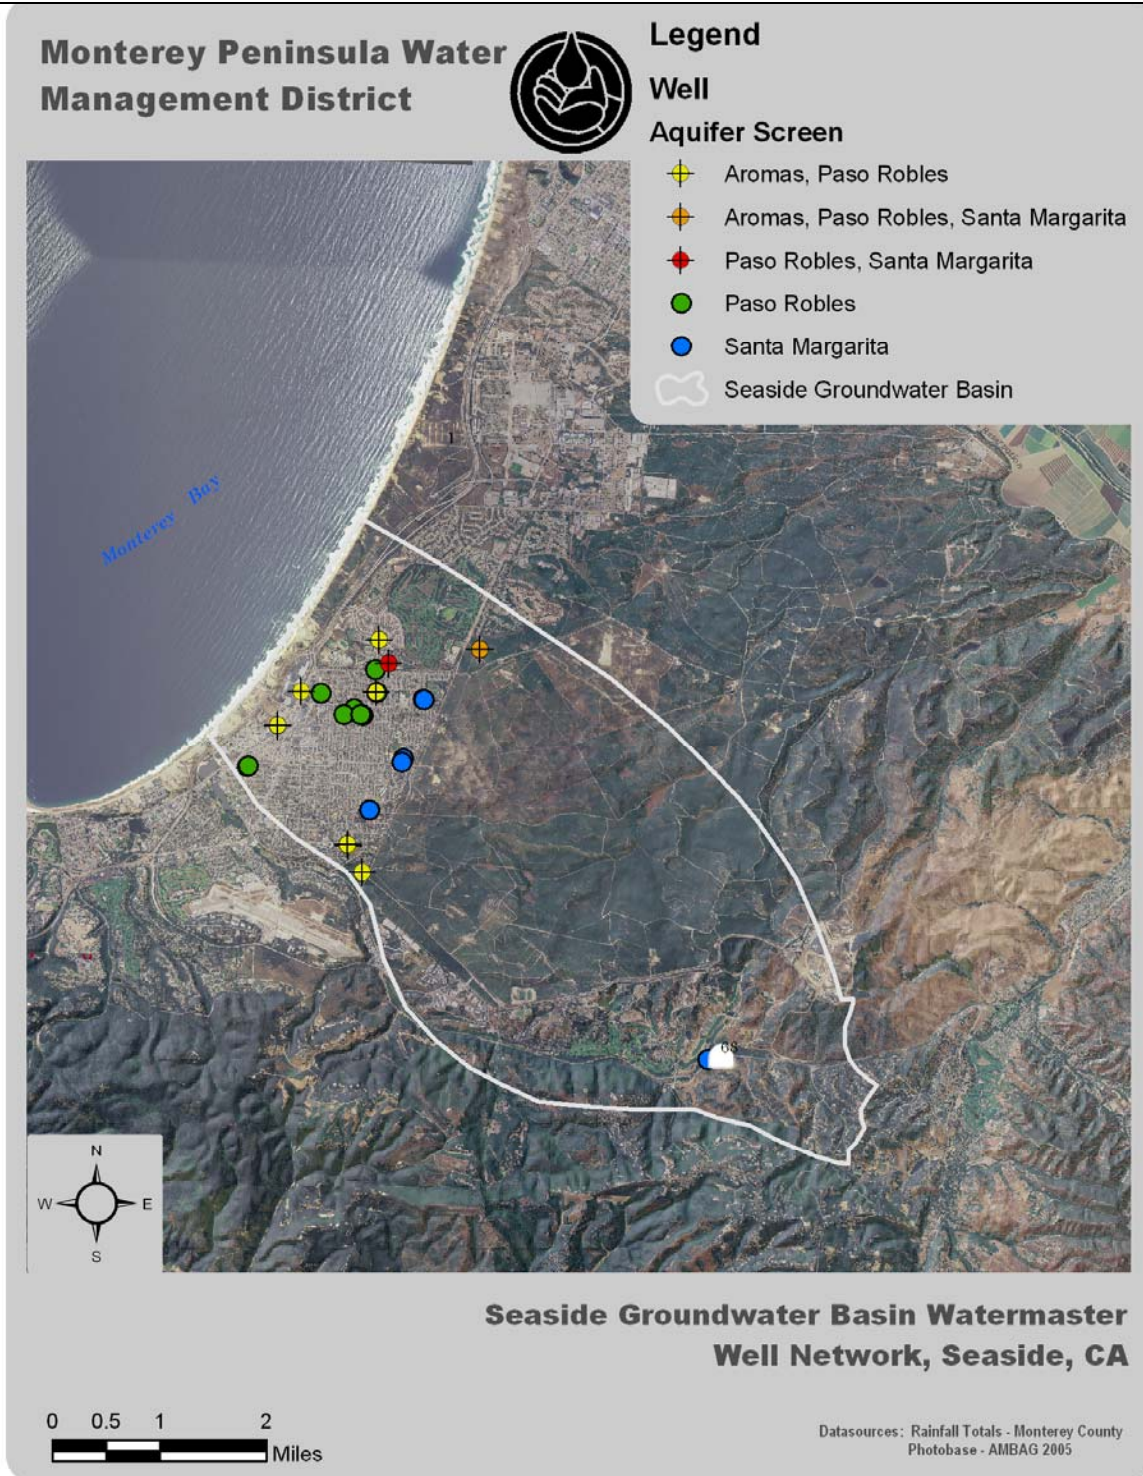 Monterey Peninsula Water
Management District
Legend
Well
Aquifer Screen
Aromas, Paso Robles
Aromas, Paso Robles, Santa Margarita
Paso Robles, Santa Margarita
Paso Robles
Santa Margarita
Seaside Groundwater Basin
1
Monterey Bay
68
N
W E
S
Seaside Groundwater Basin Watermaster
Well Network, Seaside, CA
0 0.5 1 2
Miles
Datasources: Rainfall Totals - Monterey County
Photobase - AMBAG 2005